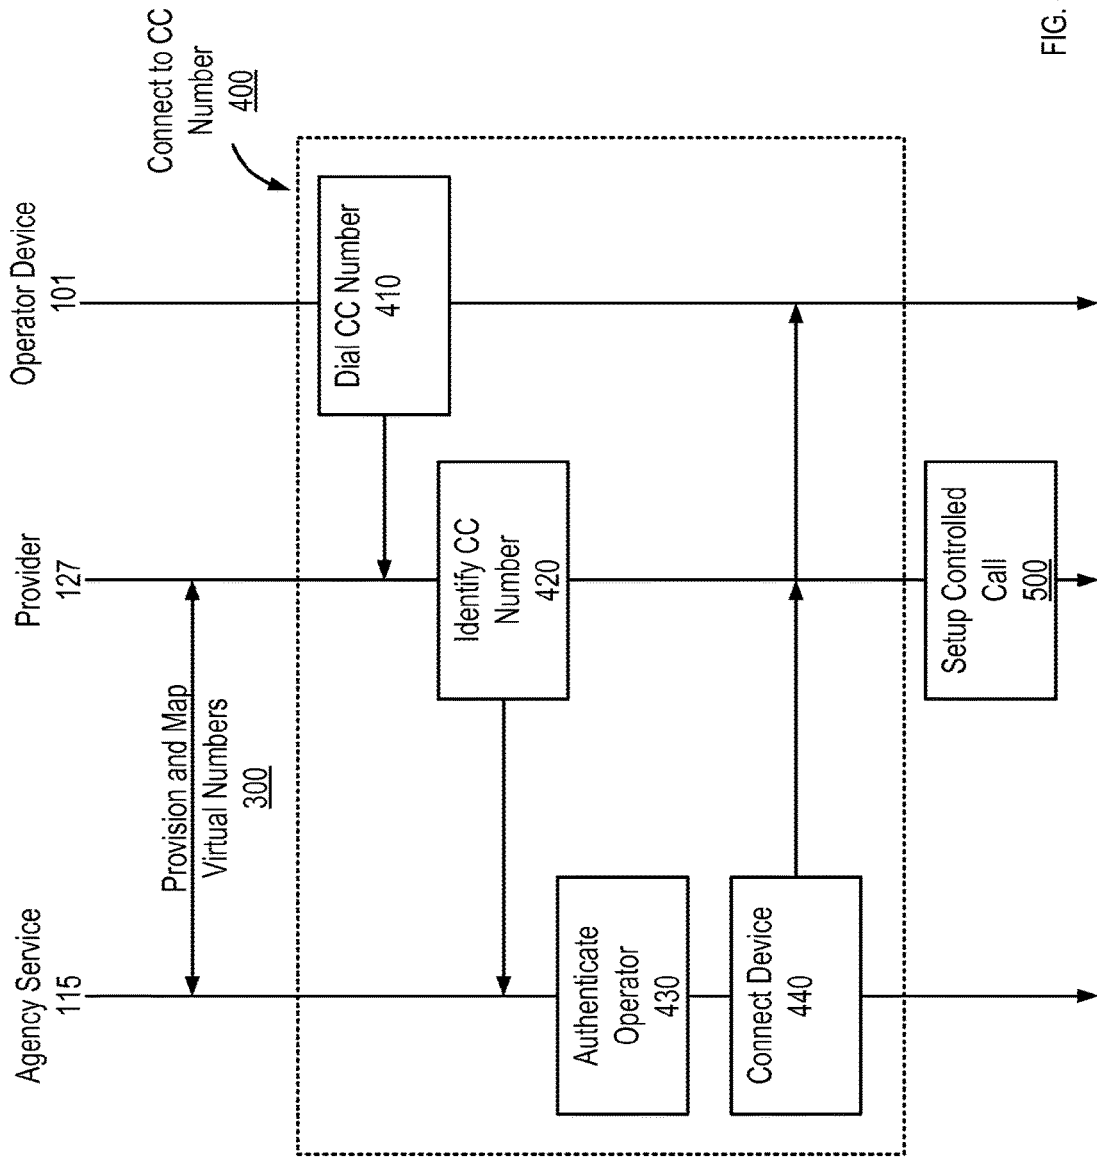 Agency Service
115
Provider
127
Operator Device
101
Provision and Map
Virtual Numbers
300
Connect to CC
Number
400
Dial CC Number
410
Identify CC
Number
420
Authenticate
Operator
430
Connect Device
440
Setup Controlled
Call
500
FIG.